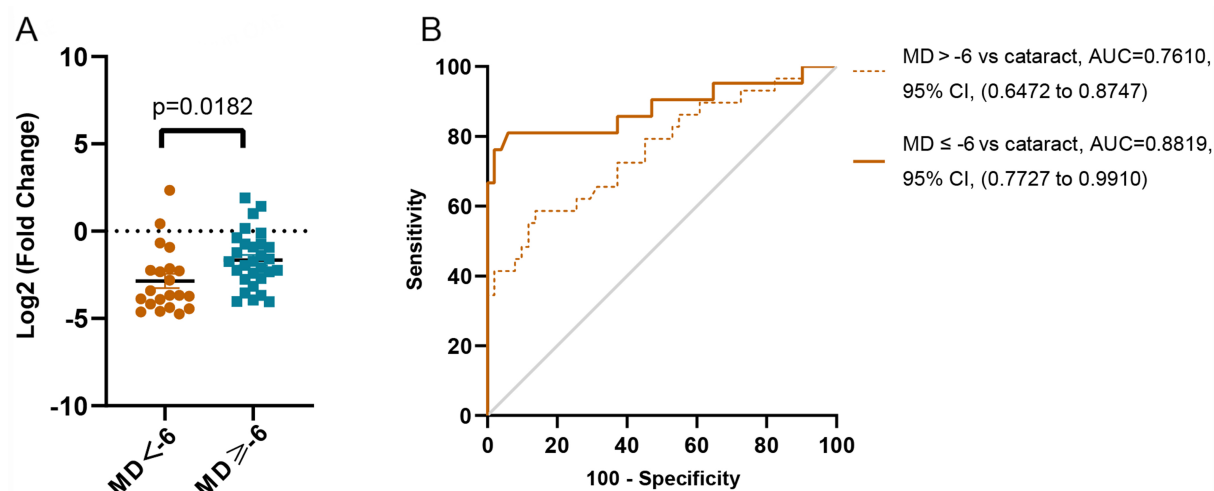 A
10
5
0
-5
-10
Log2 (Fold Change)
p=0.0182
MD<-6
MD⩾-6
B
100
80
60
40
20
0
Sensitivity
0 20 40 60 80 100
100 - Specificity
MD > -6 vs cataract, AUC=0.7610,
95% CI, (0.6472 to 0.8747)
MD ≤ -6 vs cataract, AUC=0.8819,
95% CI, (0.7727 to 0.9910)